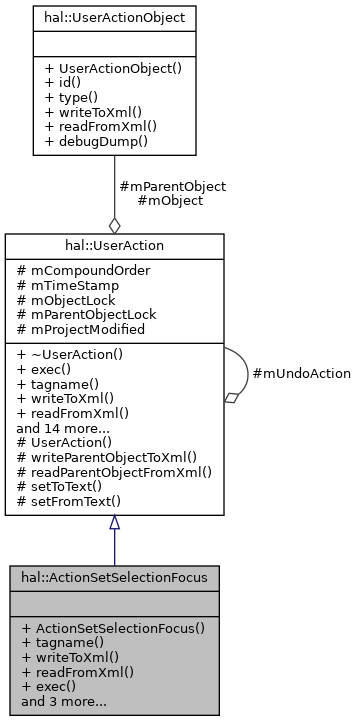 hal::UserActionObject
+ UserActionObject()
+ id()
+ type()
+ writeToXml()
+ readFromXml()
+ debugDump()
#mParentObject
#mObject
hal::UserAction
# mCompoundOrder
# mTimeStamp
# mObjectLock
# mParentObjectLock
# mProjectModified
+ ~UserAction()
+ exec()
+ tagname()
+ writeToXml()
+ readFromXml()
and 14 more...
# UserAction()
# writeParentObjectToXml()
# readParentObjectFromXml()
# setToText()
# setFromText()
#mUndoAction
hal::ActionSetSelectionFocus
+ ActionSetSelectionFocus()
+ tagname()
+ writeToXml()
+ readFromXml()
+ exec()
and 3 more...